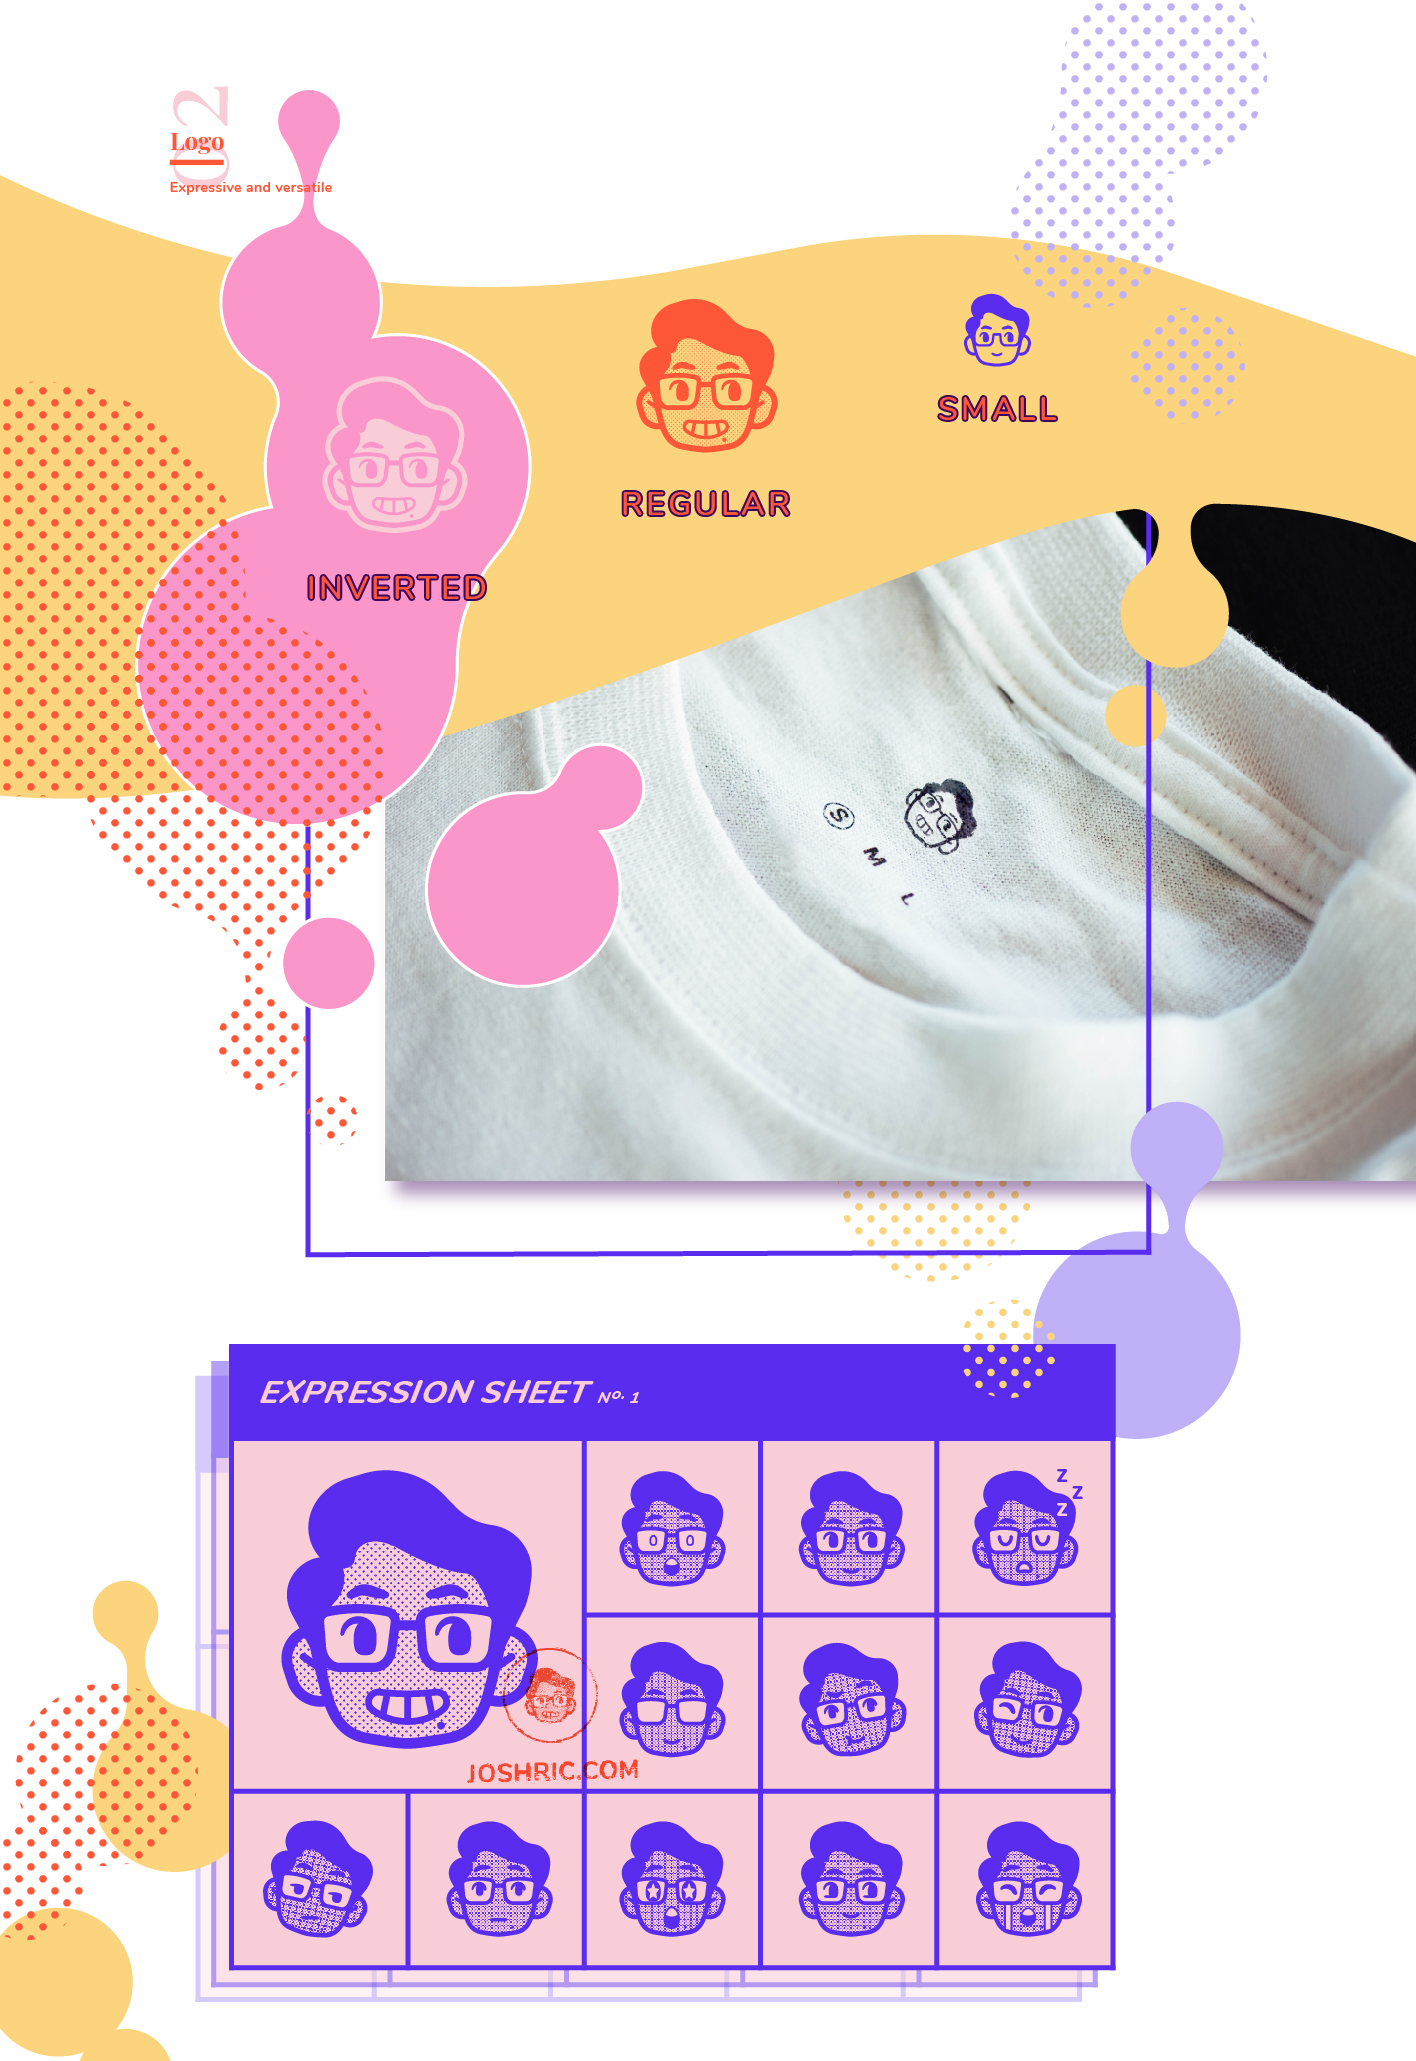 02
Logo
Expressive and versatile
SMALL
REGULAR
INVERTED
S
M
L
EXPRESSION SHEET No. 1
z
z
z
JOSHRIC.COM